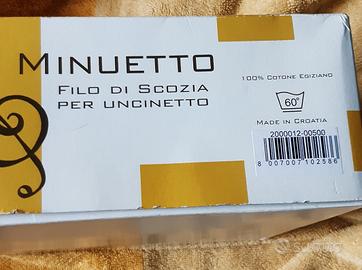 MINUETTO
FILO DI SCOZIA
PER UNCINETTO
100% COTONE EGIZIANO
60°
MADE IN CROATIA
2000012-00500
8 007007 102586